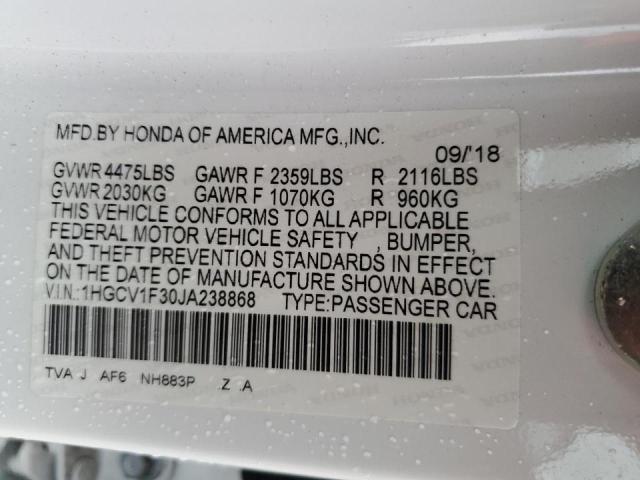 MFD.BY HONDA OF AMERICA MFG.,INC.
09/'18
GVWR 4475LBS GAWR F 2359LBS R 2116LBS
GVWR 2030KG GAWR F 1070KG R 960KG
THIS VEHICLE CONFORMS TO ALL APPLICABLE
FEDERAL MOTOR VEHICLE SAFETY , BUMPER,
AND THEFT PREVENTION STANDARDS IN EFFECT
ON THE DATE OF MANUFACTURE SHOWN ABOVE.
V.I.N.:1HGCV1F30JA238868 TYPE:PASSENGER CAR
TVA J AF6 NH883P Z .A